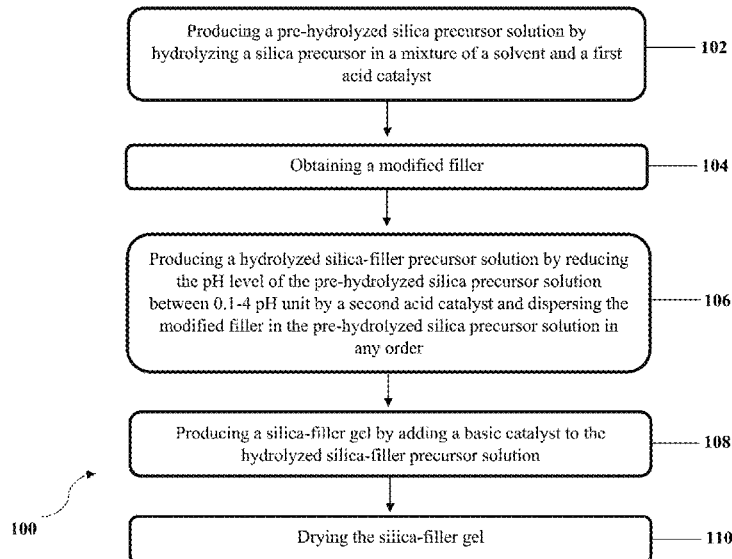 Producing a pre-hydrolyzed silica precursor solution by
hydrolyzing a silica precursor in a mixture of a solvent and a first
acid catalyst
102
Obtaining a modified filler
104
Producing a hydrolyzed silica-filler precursor solution by reducing
the pH level of the pre-hydrolyzed silica precursor solution
between 0.1-4 pH unit by a second acid catalyst and dispersing the
modified filler in the pre-hydrolyzed silica precursor solution in
any order
106
Producing a silica-filler gel by adding a basic catalyst to the
hydrolyzed silica-filler precursor solution
108
100
Drying the silica-filler gel
110